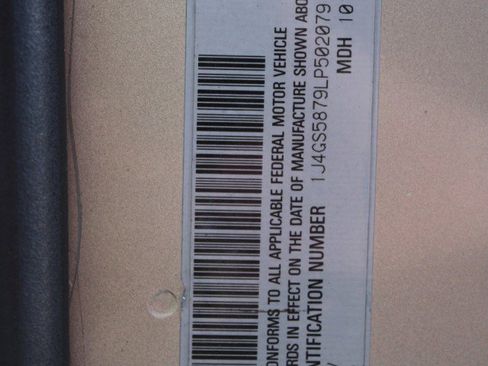 ONFORMS TO ALL APPLICABLE FEDERAL MOTOR VEHICLE
RDS IN EFFECT ON THE DATE OF MANUFACTURE SHOWN ABO
NTIFICATION NUMBER 1J4GS5879LP502079
MDH 10